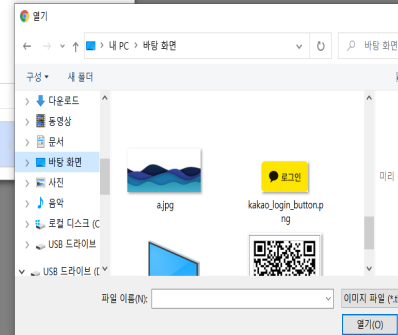 열기
내 PC > 바탕 화면
바탕 화면
구성
새 폴더
다운로드
동영상
문서
바탕 화면
사진
음악
로컬 디스크 (C
USB 드라이브
USB 드라이브 (
로그인
a.jpg
kakao_login_button.p
ng
미리
파일 이름(N):
이미지 파일 (*.ti
열기(O)